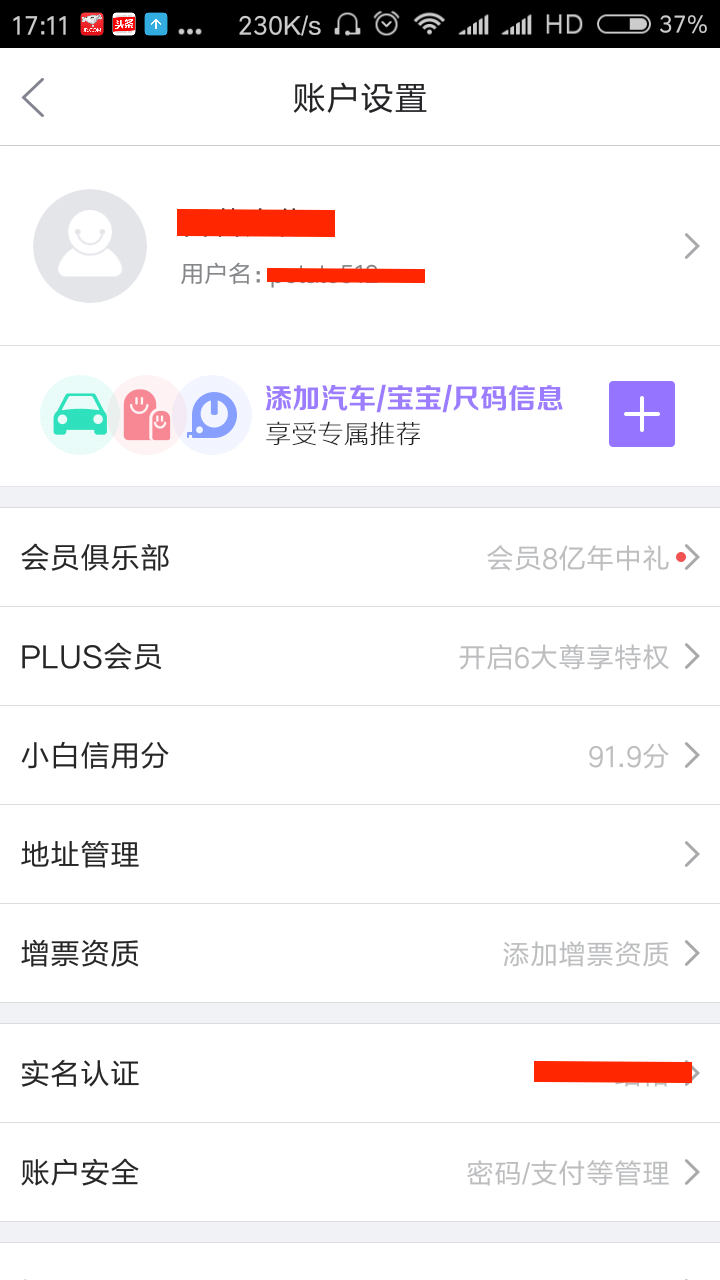 17:11 JD.COM 头条 ... 230K/s HD 37%
账户设置
用户名：
添加汽车/宝宝/尺码信息
享受专属推荐
会员俱乐部 会员8亿年中礼
PLUS会员 开启6大尊享特权
小白信用分 91.9分
地址管理
增票资质 添加增票资质
实名认证
账户安全 密码/支付等管理